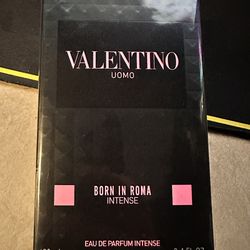 VALENTINO
UOMO
BORN IN ROMA
INTENSE
EAU DE PARFUM INTENSE